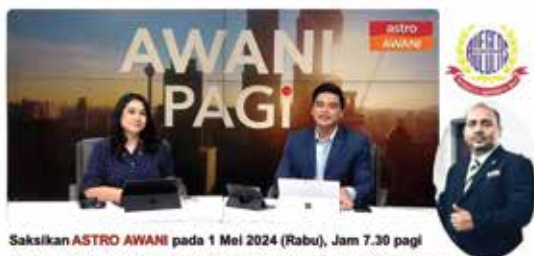 astro
AWANI
AWANI
PAGI
Saksikan ASTRO AWANI pada 1 Mei 2024 (Rabu), Jam 7.30 pagi